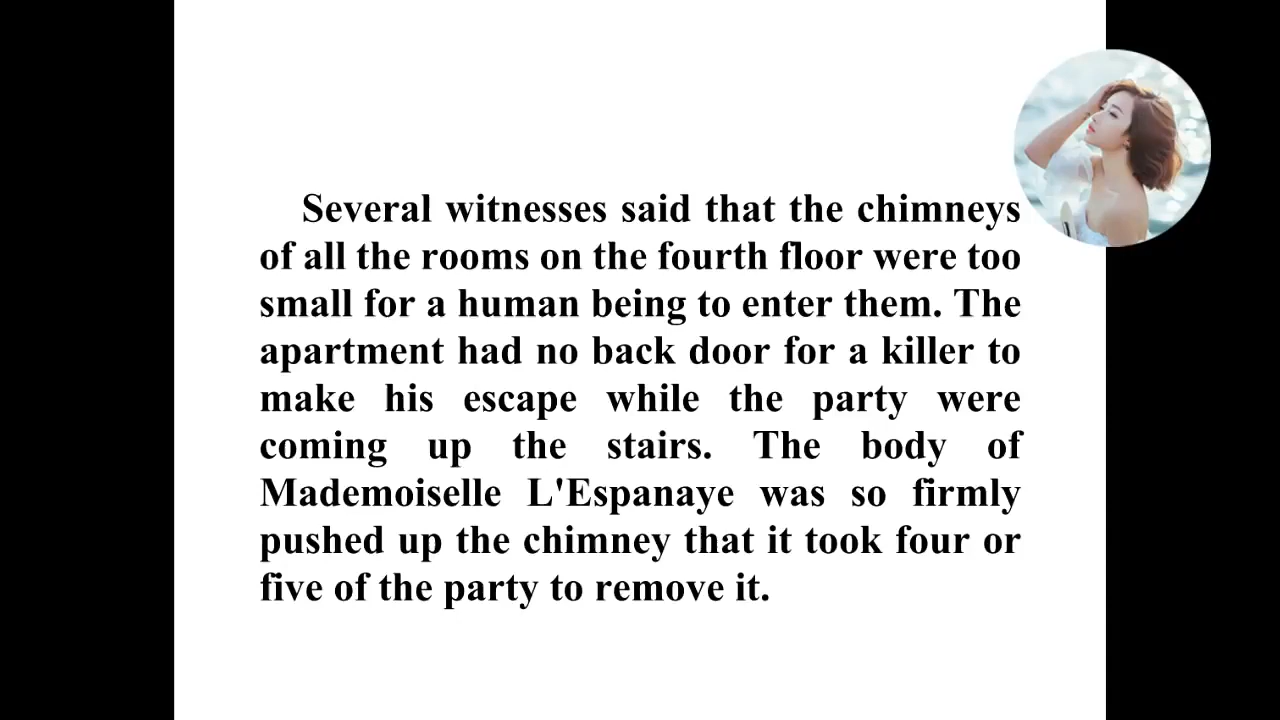 Several witnesses said that the chimneys
of all the rooms on the fourth floor were too
small for a human being to enter them. The
apartment had no back door for a killer to
make his escape while the party were
coming up the stairs. The body of
Mademoiselle L'Espanaye was so firmly
pushed up the chimney that it took four or
five of the party to remove it.